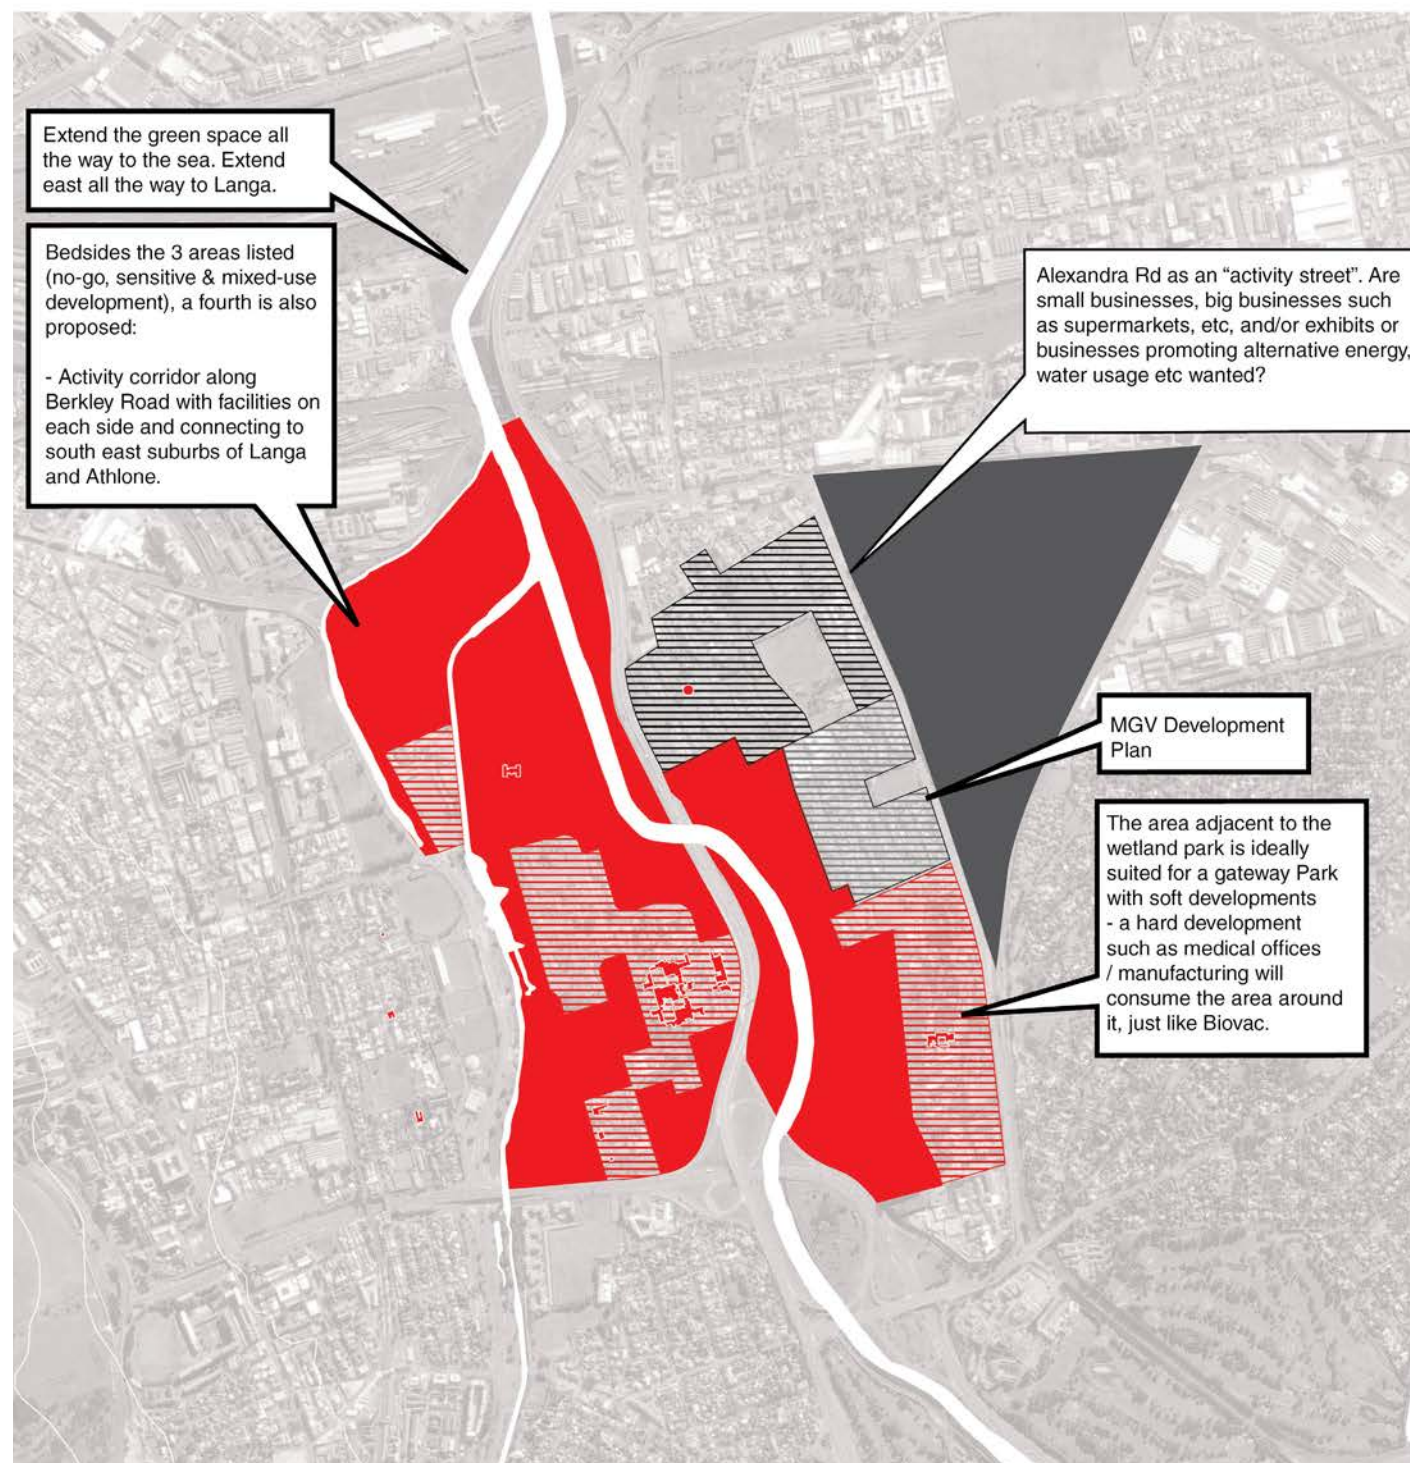 Extend the green space all
the way to the sea. Extend
east all the way to Langa.
Bedsides the 3 areas listed
(no-go, sensitive & mixed-use
development), a fourth is also
proposed:
- Activity corridor along
Berkley Road with facilities on
each side and connecting to
south east suburbs of Langa
and Athlone.
Alexandra Rd as an “activity street”. Are
small businesses, big businesses such
as supermarkets, etc, and/or exhibits or
businesses promoting alternative energy,
water usage etc wanted?
MGV Development
Plan
The area adjacent to the
wetland park is ideally
suited for a gateway Park
with soft developments
- a hard development
such as medical offices
/ manufacturing will
consume the area around
it, just like Biovac.